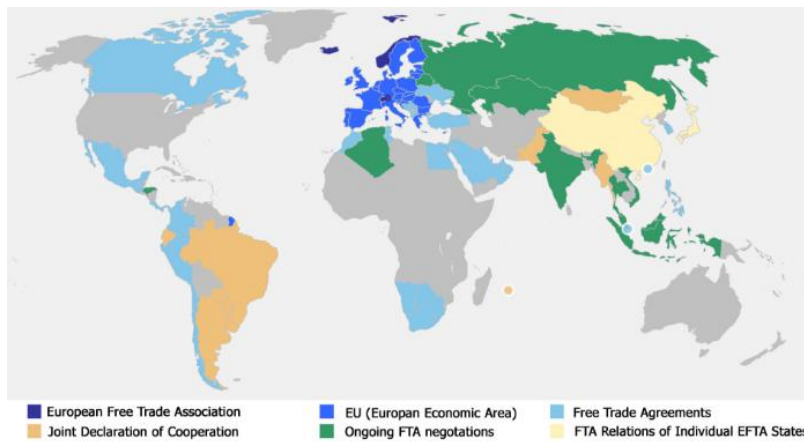 European Free Trade Association
EU (Europan Economic Area)
Free Trade Agreements
Joint Declaration of Cooperation
Ongoing FTA negotations
FTA Relations of Individual EFTA States